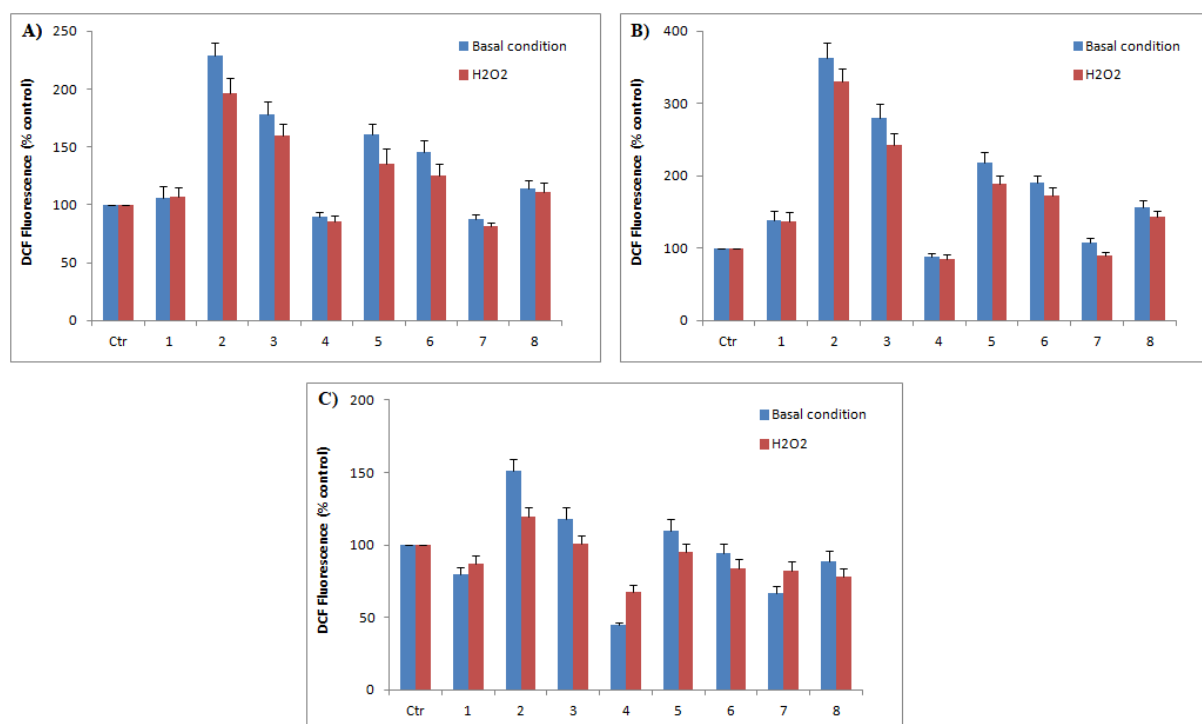 A)
DCF Fluorescence (% control)
250
200
150
100
50
0
Basal condition
H2O2
Ctr 1 2 3 4 5 6 7 8
B)
DCF Fluorescence (% control)
400
300
200
100
0
Basal condition
H2O2
Ctr 1 2 3 4 5 6 7 8
C)
DCF Fluorescence (% control)
200
150
100
50
0
Basal condition
H2O2
Ctr 1 2 3 4 5 6 7 8